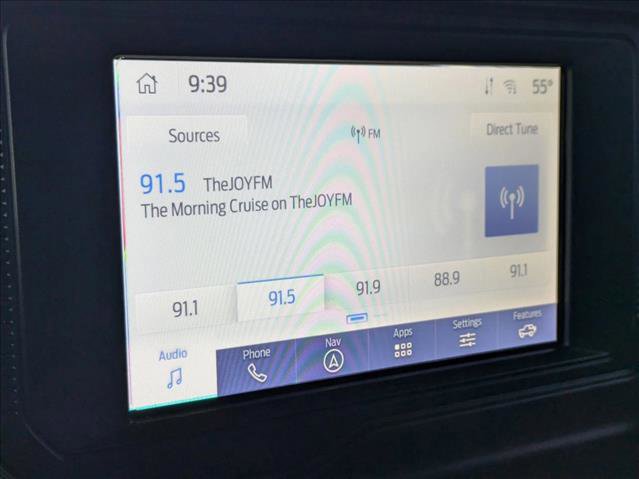 9:39 55°
Sources FM Direct Tune
91.5 TheJOYFM
The Morning Cruise on TheJOYFM
91.1 91.5 91.9 88.9 91.1
Audio Phone Nav Apps Settings Features